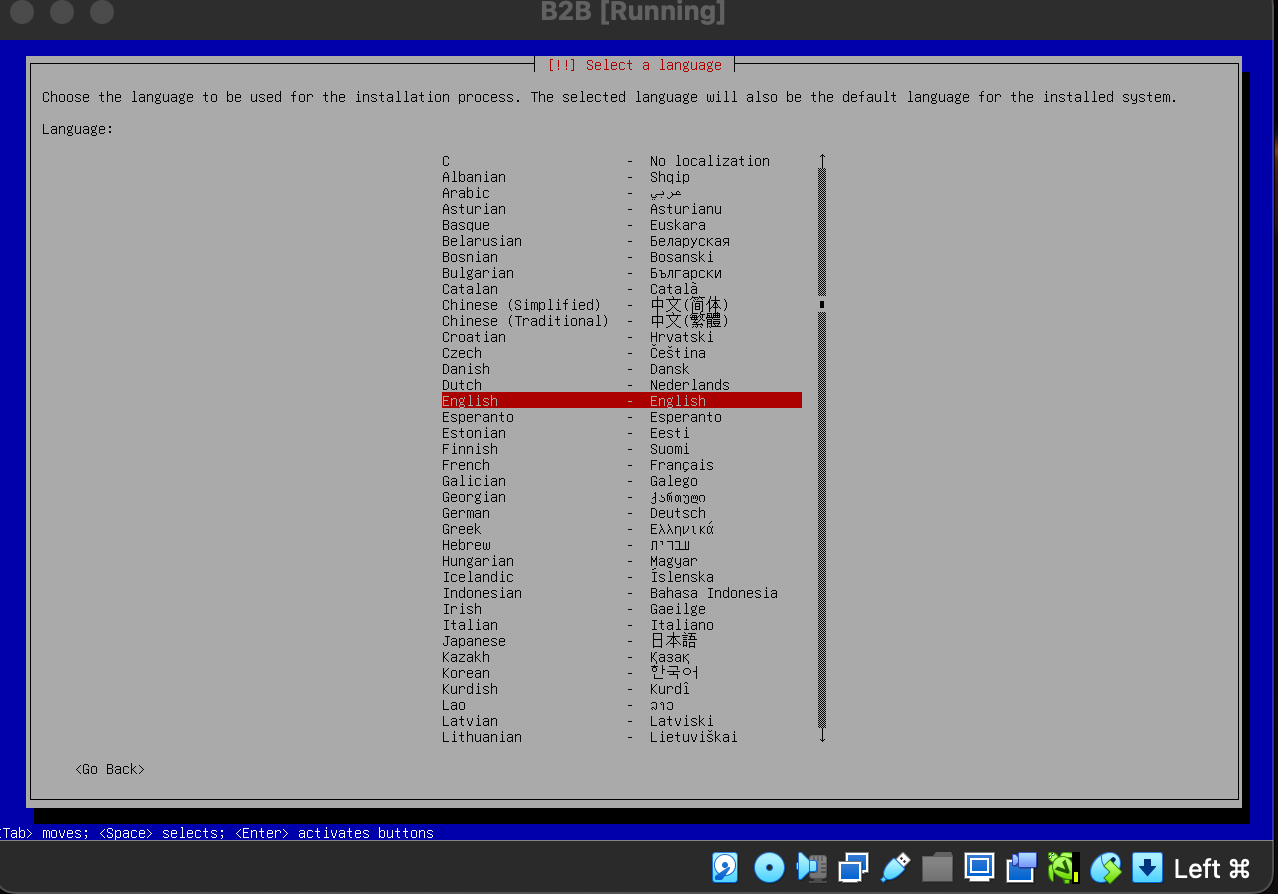 B2B [Running]
[!!] Select a language
Choose the language to be used for the installation process. The selected language will also be the default language for the installed system.
Language:
C - No localization ↑
Albanian - Shqip
Arabic - عربي
Asturian - Asturianu
Basque - Euskara
Belarusian - Беларуская
Bosnian - Bosanski
Bulgarian - Български
Catalan - Català
Chinese (Simplified) - 中文(简体)
Chinese (Traditional) - 中文(繁體)
Croatian - Hrvatski
Czech - Čeština
Danish - Dansk
Dutch - Nederlands
English - English
Esperanto - Esperanto
Estonian - Eesti
Finnish - Suomi
French - Français
Galician - Galego
Georgian - ქართული
German - Deutsch
Greek - Ελληνικά
Hebrew - עברית
Hungarian - Magyar
Icelandic - Íslenska
Indonesian - Bahasa Indonesia
Irish - Gaeilge
Italian - Italiano
Japanese - 日本語
Kazakh - Қазақ
Korean - 한국어
Kurdish - Kurdî
Lao - ລາວ
Latvian - Latviski
Lithuanian - Lietuviškai ↓
<Go Back>
<Tab> moves; <Space> selects; <Enter> activates buttons
Left ⌘